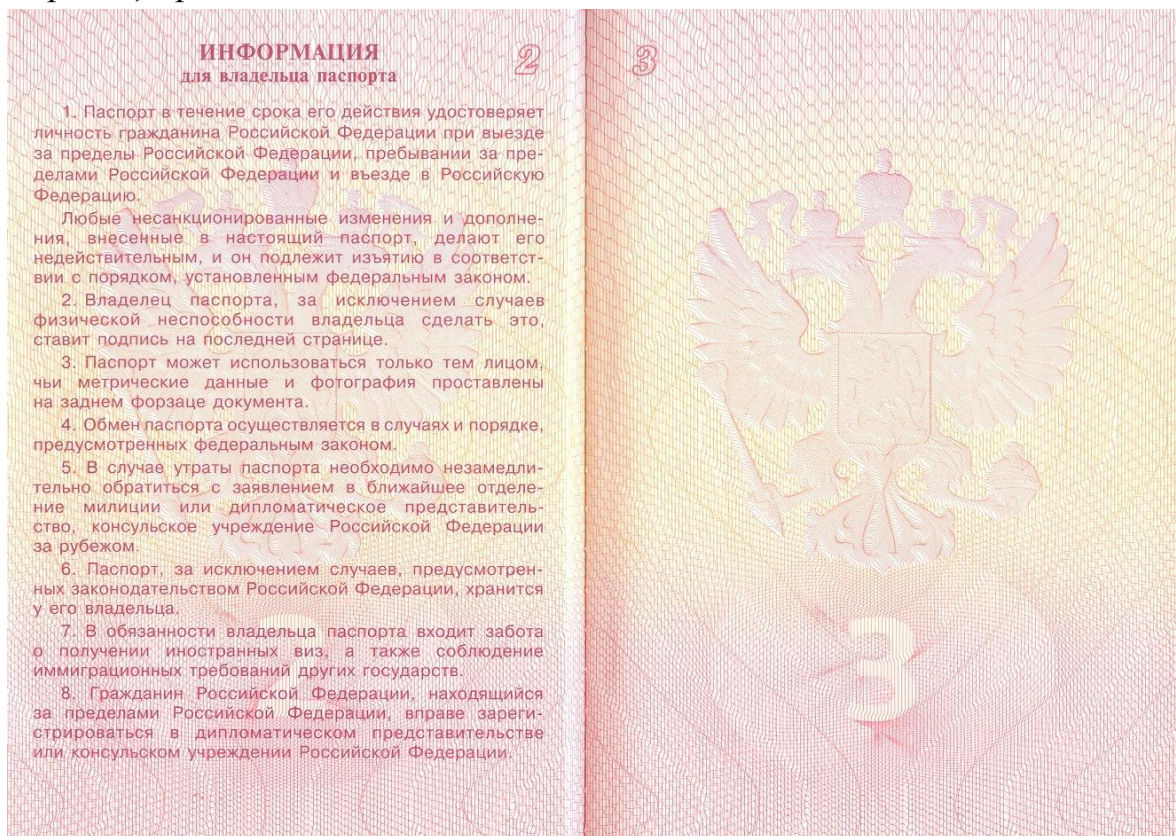 ИНФОРМАЦИЯ
для владельца паспорта
2
1. Паспорт в течение срока его действия удостоверяет
личность гражданина Российской Федерации при выезде
за пределы Российской Федерации, пребывании за пре-
делами Российской Федерации и въезде в Российскую
Федерацию.
Любые несанкционированные изменения и дополне-
ния, внесенные в настоящий паспорт, делают его
недействительным, и он подлежит изъятию в соответст-
вии с порядком, установленным федеральным законом.
2. Владелец паспорта, за исключением случаев
физической неспособности владельца сделать это,
ставит подпись на последней странице.
3. Паспорт может использоваться только тем лицом,
чьи метрические данные и фотография проставлены
на заднем форзаце документа.
4. Обмен паспорта осуществляется в случаях и порядке,
предусмотренных федеральным законом.
5. В случае утраты паспорта необходимо незамедли-
тельно обратиться с заявлением в ближайшее отделе-
ние милиции или дипломатическое представитель-
ство, консульское учреждение Российской Федерации
за рубежом.
6. Паспорт, за исключением случаев, предусмотрен-
ных законодательством Российской Федерации, хранится
у его владельца.
7. В обязанности владельца паспорта входит забота
о получении иностранных виз, а также соблюдение
иммиграционных требований других государств.
8. Гражданин Российской Федерации, находящийся
за пределами Российской Федерации, вправе зареги-
стрироваться в дипломатическом представительстве
или консульском учреждении Российской Федерации.
2
3
3